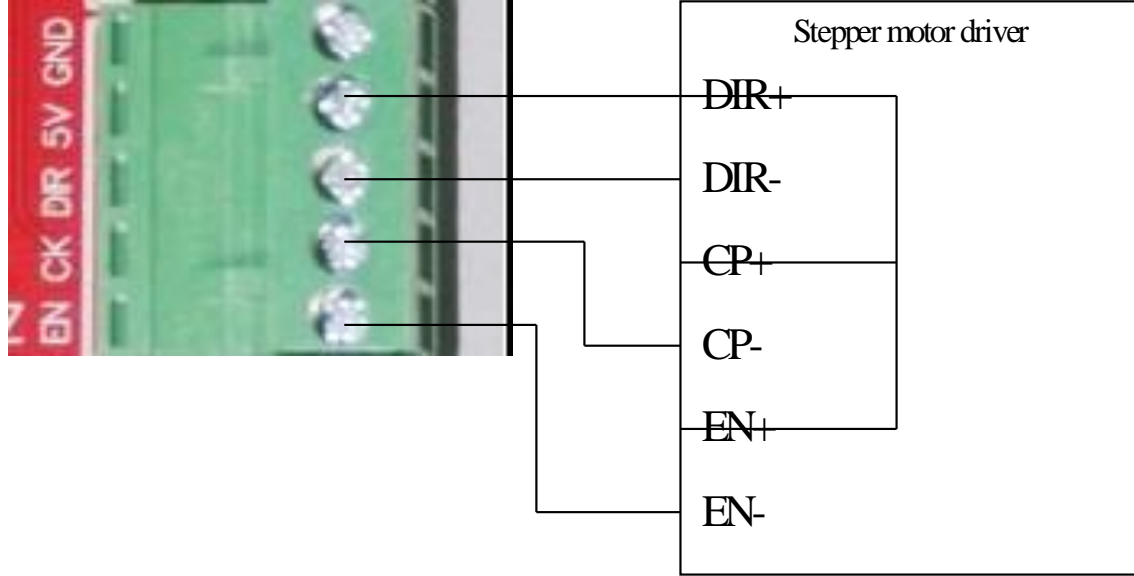 GND
5V
DIR
CK
EN
Stepper motor driver
DIR+
DIR-
CP+
CP-
EN+
EN-